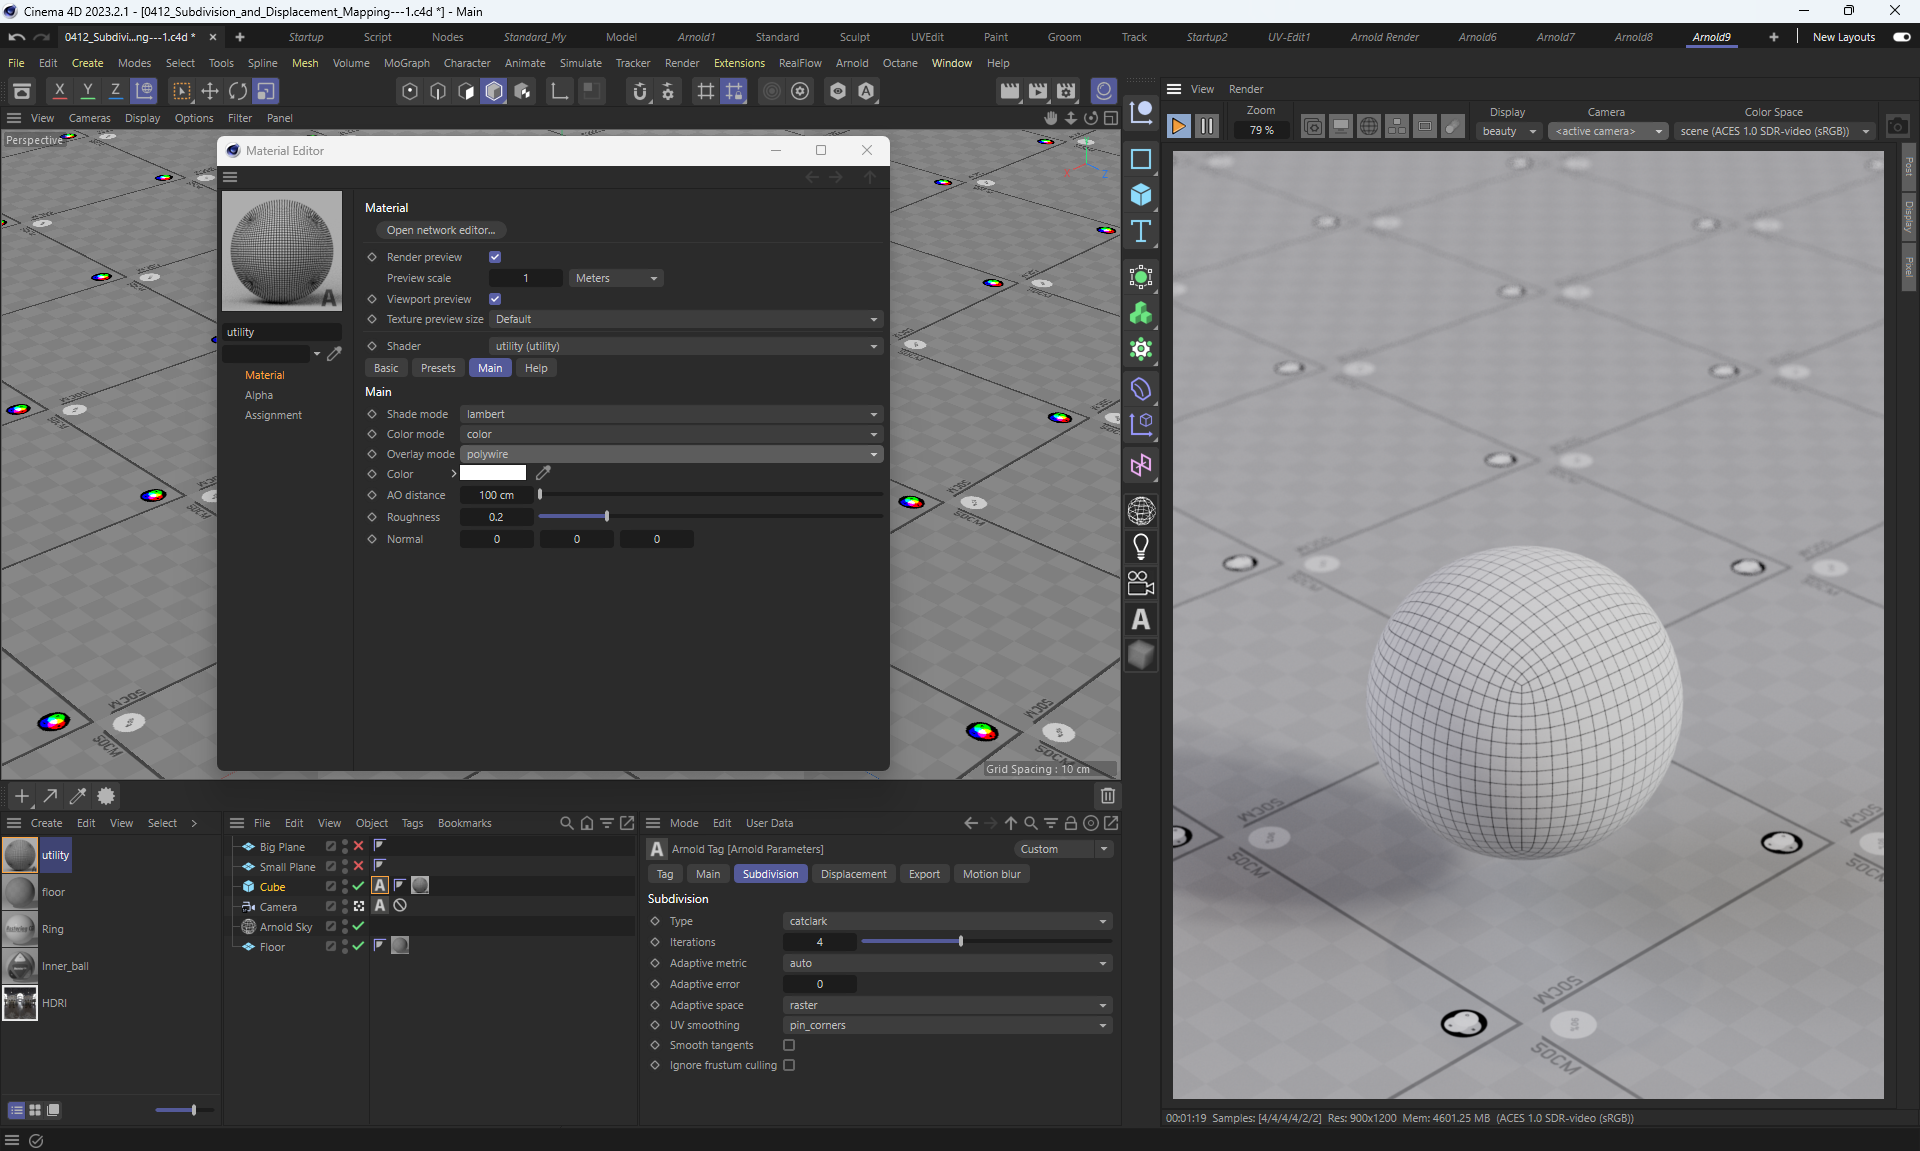 Cinema 4D 2023.2.1 - [0412_Subdivision_and_Displacement_Mapping---1.c4d *] - Main
0412_Subdivi...ng---1.c4d *
Startup Script Nodes Standard_My Model Arnold1 Standard Sculpt UVEdit Paint Groom Track Startup2 UV-Edit1 Arnold Render Arnold6 Arnold7 Arnold8 Arnold9 New Layouts
File Edit Create Modes Select Tools Spline Mesh Volume MoGraph Character Animate Simulate Tracker Render Extensions RealFlow Arnold Octane Window Help
X Y Z
View Render
View Cameras Display Options Filter Panel
Zoom Display Camera Color Space
79 % beauty <active camera> scene (ACES 1.0 SDR-video (sRGB))
Perspective
Material Editor
Post
Display
Pixel
Material
Open network editor...
Render preview
Preview scale 1 Meters
Viewport preview
Texture preview size Default
utility
Shader utility (utility)
Basic Presets Main Help
Material
Alpha
Assignment
Main
Shade mode lambert
Color mode color
Overlay mode polywire
Color
AO distance 100 cm
Roughness 0.2
Normal 0 0 0
50CM
50CM
50CM
50CM
Grid Spacing : 10 cm
50CM
50CM
50CM
50CM
Create Edit View Select
utility
floor
Ring
Inner_ball
HDRI
File Edit View Object Tags Bookmarks
Big Plane
Small Plane
Cube
Camera
Arnold Sky
Floor
Mode Edit User Data
Arnold Tag [Arnold Parameters] Custom
Tag Main Subdivision Displacement Export Motion blur
Subdivision
Type catclark
Iterations 4
Adaptive metric auto
Adaptive error 0
Adaptive space raster
UV smoothing pin_corners
Smooth tangents
Ignore frustum culling
00:01:19 Samples: [4/4/4/4/2/2] Res: 900x1200 Mem: 4601.25 MB (ACES 1.0 SDR-video (sRGB))